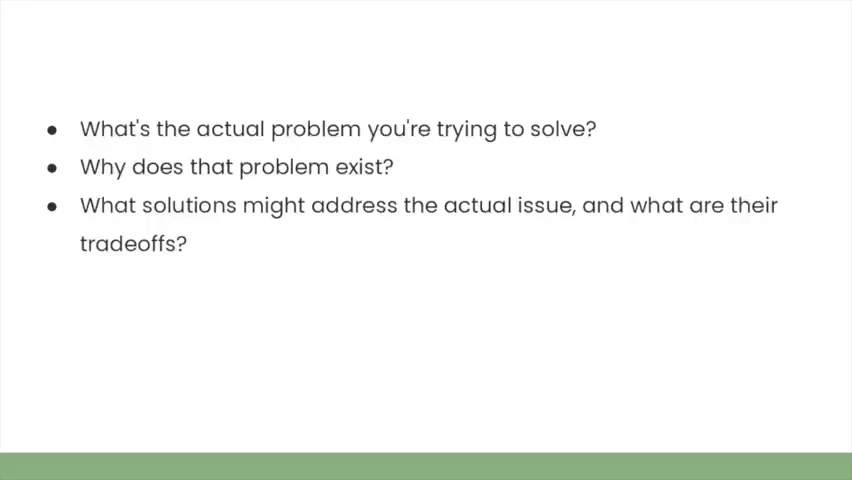 ● What's the actual problem you're trying to solve?
● Why does that problem exist?
● What solutions might address the actual issue, and what are their
tradeoffs?